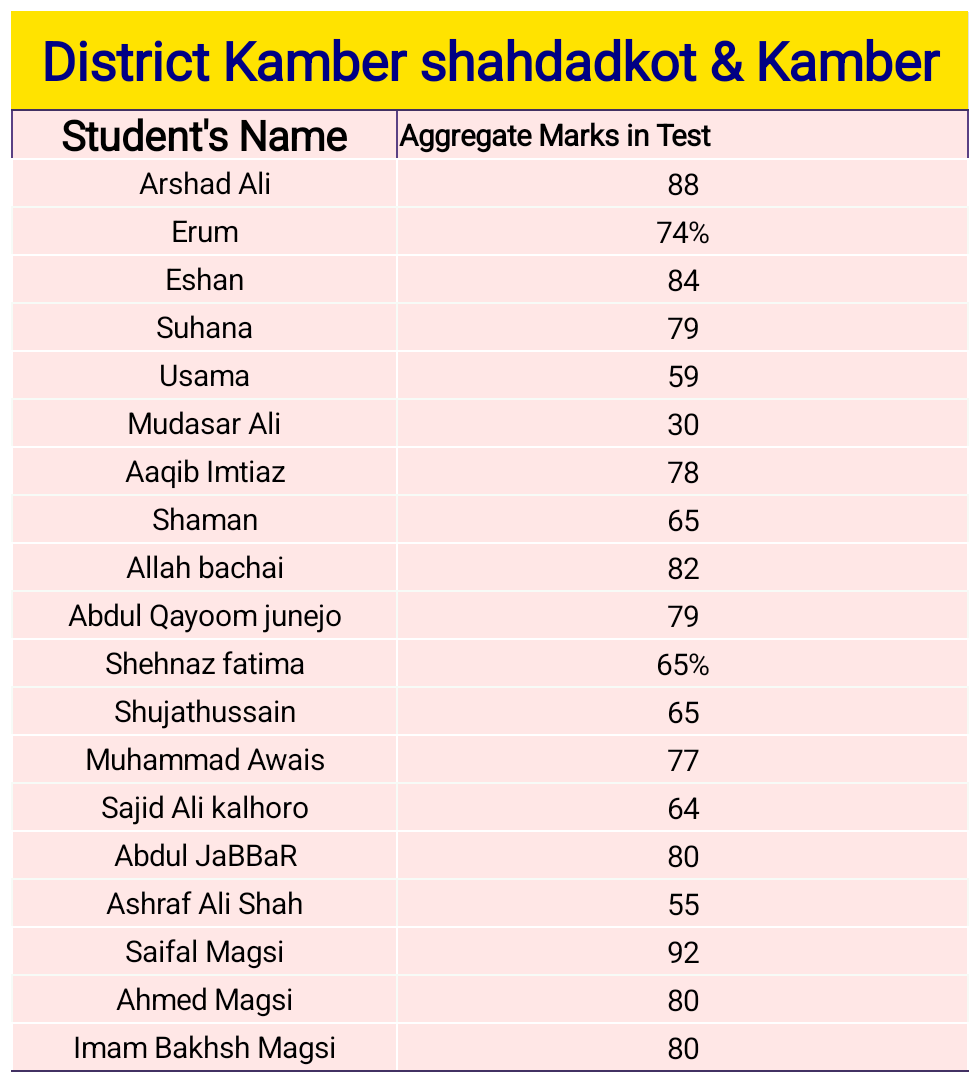 District Kamber shahdadkot & Kamber
Student's Name Aggregate Marks in Test
Arshad Ali 88
Erum 74%
Eshan 84
Suhana 79
Usama 59
Mudasar Ali 30
Aaqib Imtiaz 78
Shaman 65
Allah bachai 82
Abdul Qayoom junejo 79
Shehnaz fatima 65%
Shujathussain 65
Muhammad Awais 77
Sajid Ali kalhoro 64
Abdul JaBBaR 80
Ashraf Ali Shah 55
Saifal Magsi 92
Ahmed Magsi 80
Imam Bakhsh Magsi 80